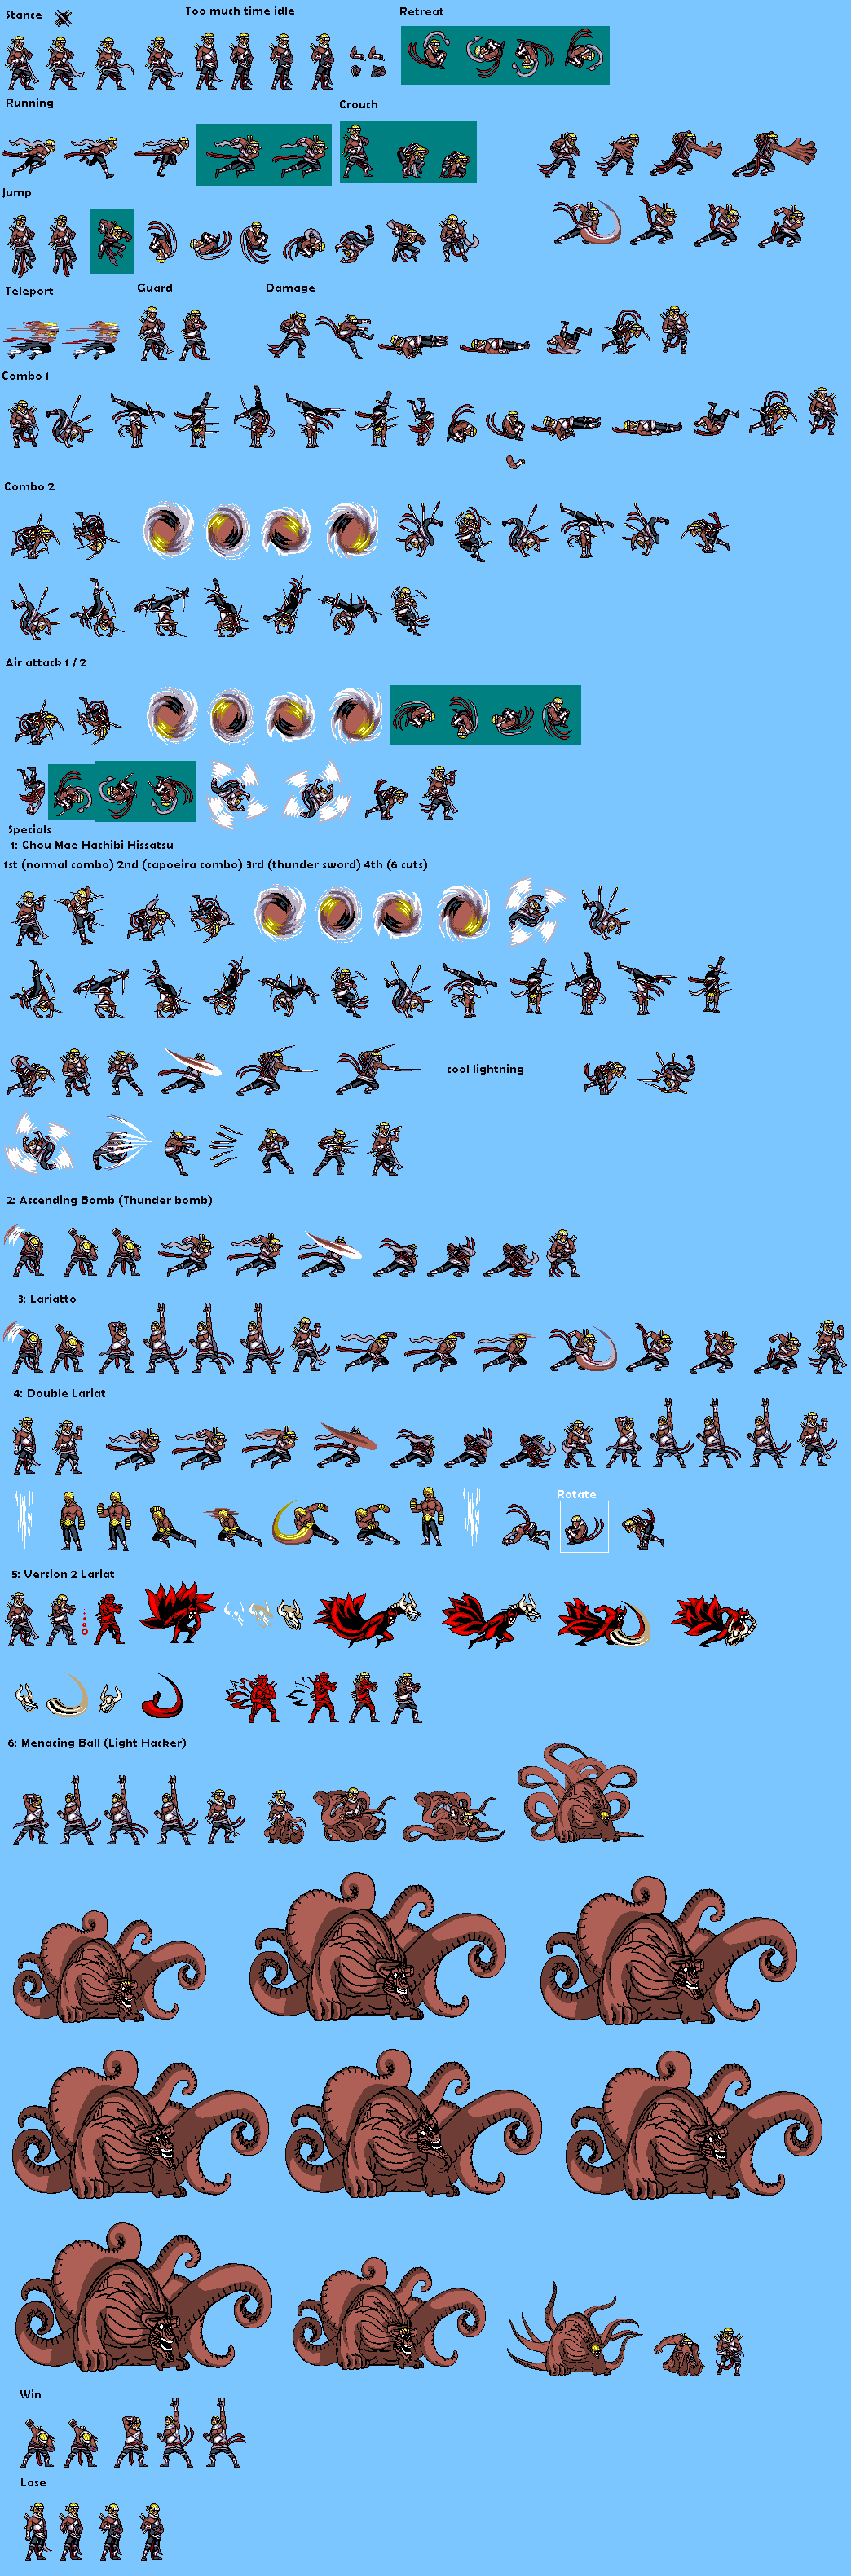 Stance
Too much time idle
Retreat
Running
Crouch
Jump
Teleport
Guard
Damage
Combo 1
Combo 2
Air attack 1 / 2
Specials
1: Chou Mae Hachibi Hissatsu
1st (normal combo) 2nd (capoeira combo) 3rd (thunder sword) 4th (6 cuts)
cool lightning
2: Ascending Bomb (Thunder bomb)
3: Lariatto
4: Double Lariat
Rotate
5: Version 2 Lariat
6: Menacing Ball (Light Hacker)
Win
Lose